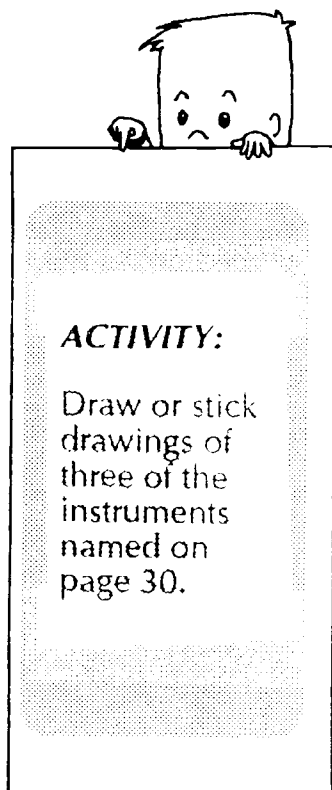 ACTIVITY:
Draw or stick
drawings of
three of the
instruments
named on
page 30.